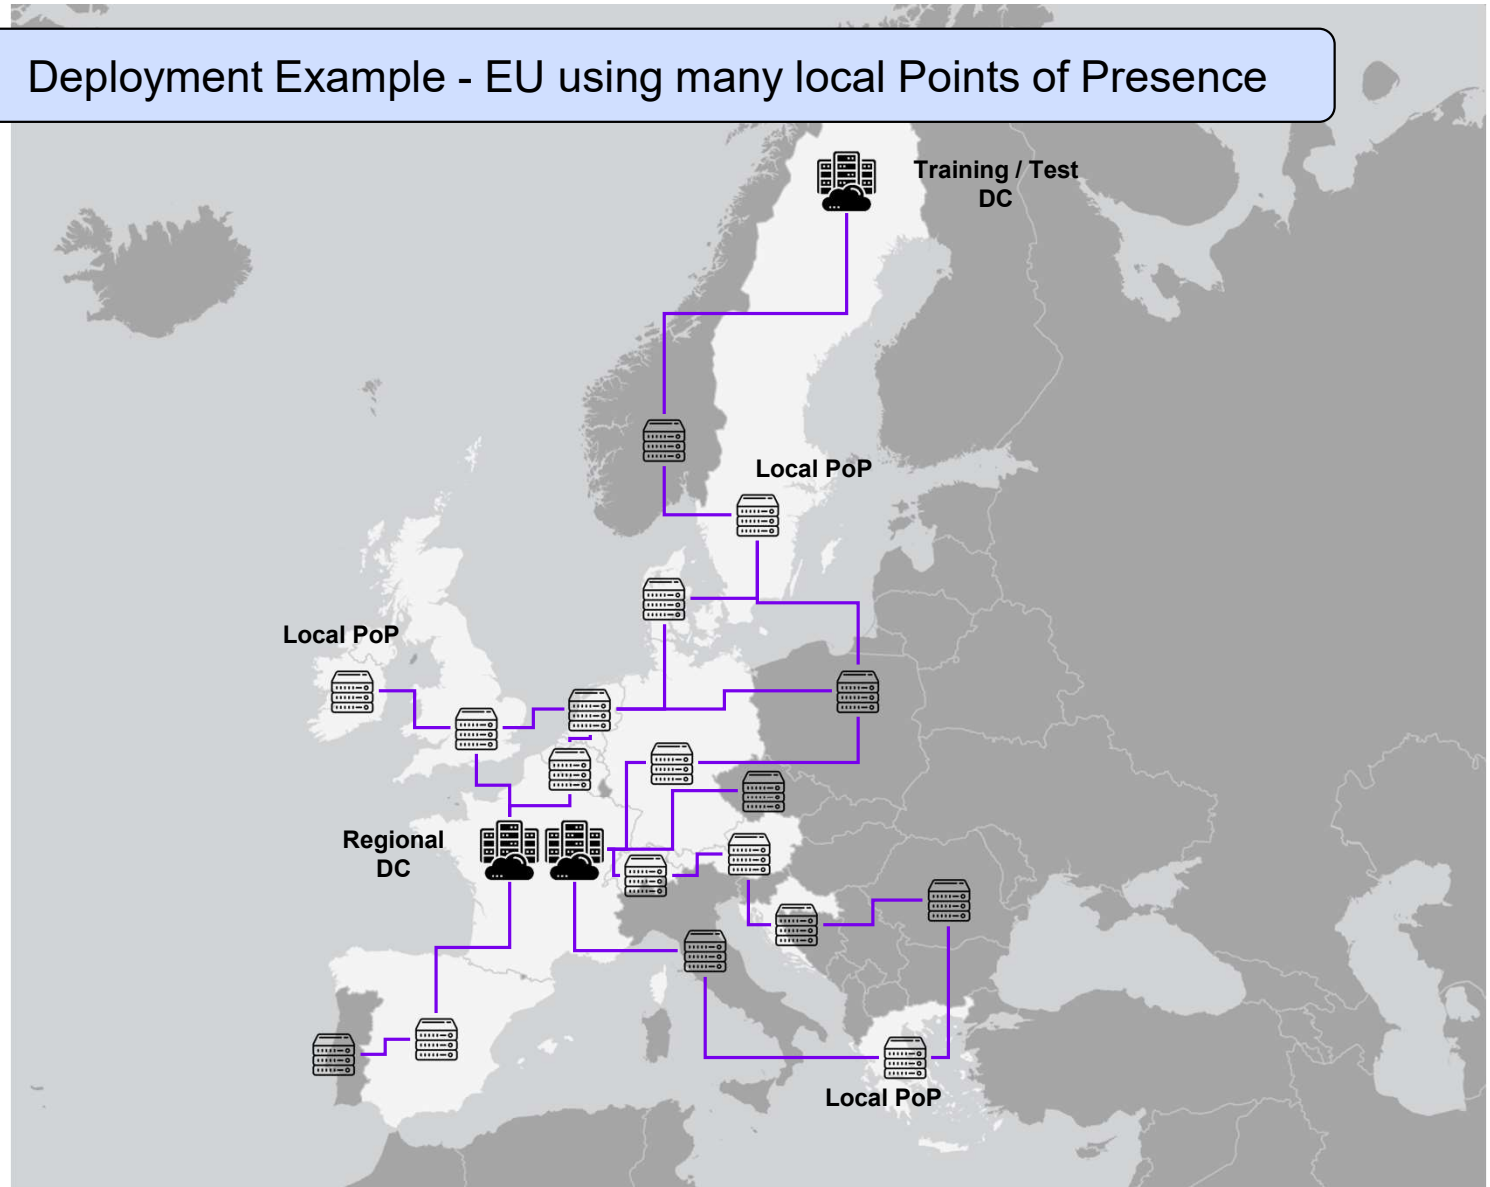 Deployment Example - EU using many local Points of Presence
Training / Test
DC
Local PoP
Local PoP
Regional
DC
Local PoP